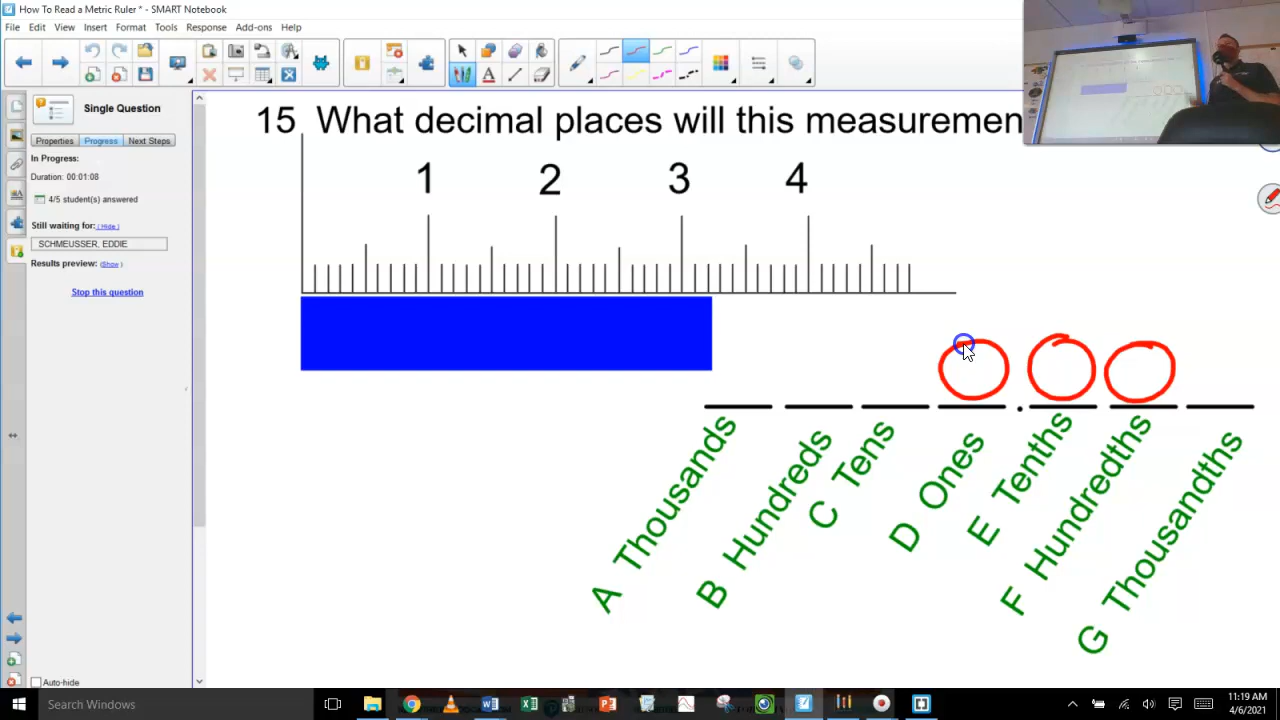 How To Read a Metric Ruler * - SMART Notebook
File Edit View Insert Format Tools Response Add-ons Help
Single Question
Properties Progress Next Steps
In Progress:
Duration: 00:01:08
4/5 student(s) answered
Still waiting for: ( Hide )
SCHMEUSSER, EDDIE
Results preview: (Show )
Stop this question
Auto-hide
15 What decimal places will this measuremen
1 2 3 4
.
A Thousands
B Hundreds
C Tens
D Ones
E Tenths
F Hundredths
G Thousandths
Search Windows
11:19 AM
4/6/2021